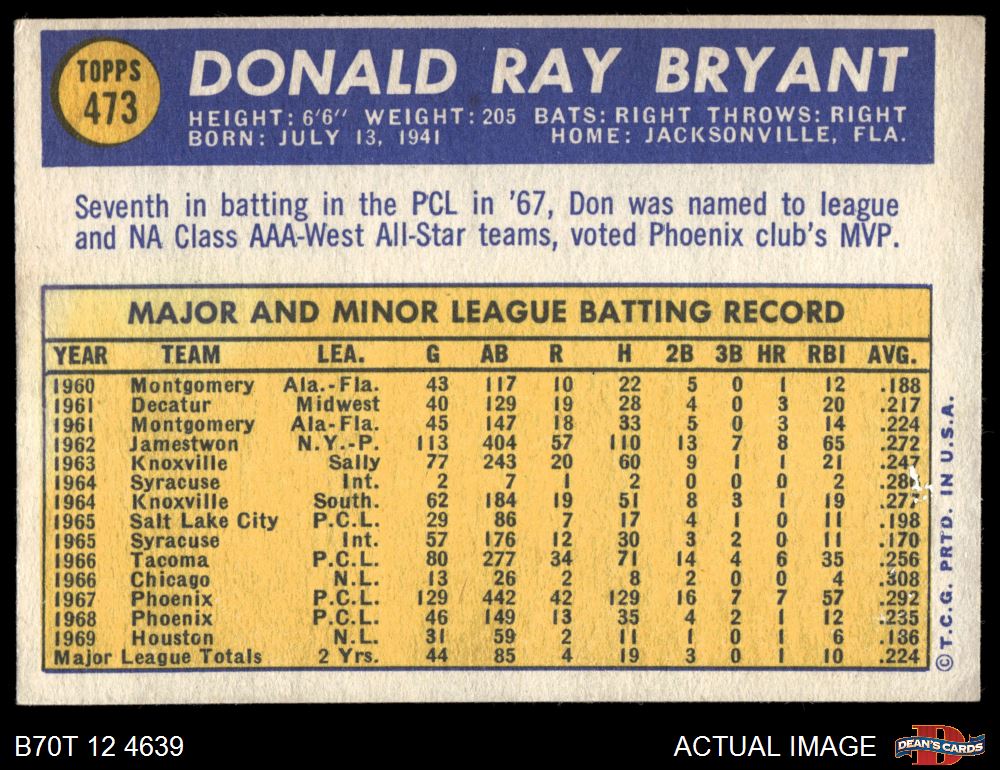 TOPPS
473
DONALD RAY BRYANT
HEIGHT: 6'6" WEIGHT: 205 BATS: RIGHT THROWS: RIGHT
BORN: JULY 13, 1941 HOME: JACKSONVILLE, FLA.
Seventh in batting in the PCL in '67, Don was named to league
and NA Class AAA-West All-Star teams, voted Phoenix club's MVP.
MAJOR AND MINOR LEAGUE BATTING RECORD
YEAR TEAM LEA. G AB R H 2B 3B HR RBI AVG.
1960 Montgomery Ala.-Fla. 43 117 10 22 5 0 1 12 .188
1961 Decatur Midwest 40 129 19 28 4 0 3 20 .217
1961 Montgomery Ala-Fla. 45 147 18 33 5 0 3 14 .224
1962 Jamestwon N.Y.-P. 113 404 57 110 13 7 8 65 .272
1963 Knoxville Sally 77 243 20 60 9 1 1 21 .247
1964 Syracuse Int. 2 7 1 2 0 0 0 2
1964 Knoxville South. 62 184 19 51 8 3 1 19 .277
1965 Salt Lake City P.C.L. 29 86 7 17 4 1 0 11 .198
1965 Syracuse Int. 57 176 12 30 3 2 0 11 .170
1966 Tacoma P.C.L. 80 277 34 71 14 4 6 35 .256
1966 Chicago N.L. 13 26 2 8 2 0 0 4 .308
1967 Phoenix P.C.L. 129 442 42 129 16 7 7 57 .292
1968 Phoenix P.C.L. 46 149 13 35 4 2 1 12 .235
1969 Houston N.L. 31 59 2 11 1 0 1 6 .186
Major League Totals 2 Yrs. 44 85 4 19 3 0 1 10 .224
© T.C.G. PRTD. IN U.S.A.
B70T 12 4639
ACTUAL IMAGE
D
DEAN'S CARDS